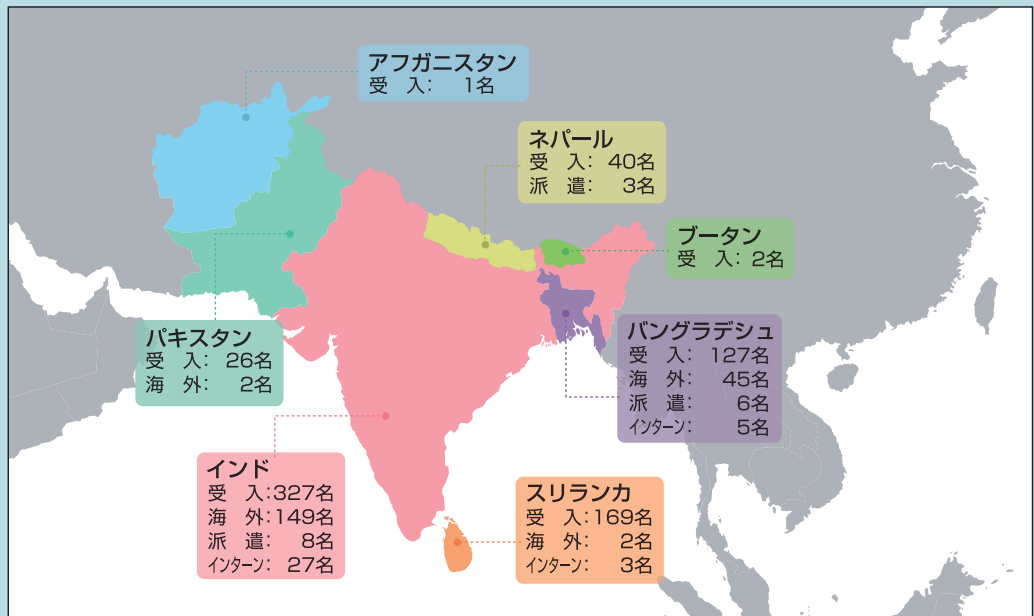 アフガニスタン
受 入: 1名
ネパール
受 入: 40名
派 遣: 3名
ブータン
受 入: 2名
パキスタン
受 入: 26名
海 外: 2名
バングラデシュ
受 入: 127名
海 外: 45名
派 遣: 6名
インターン: 5名
インド
受 入:327名
海 外:149名
派 遣: 8名
インターン: 27名
スリランカ
受 入:169名
海 外: 2名
インターン: 3名